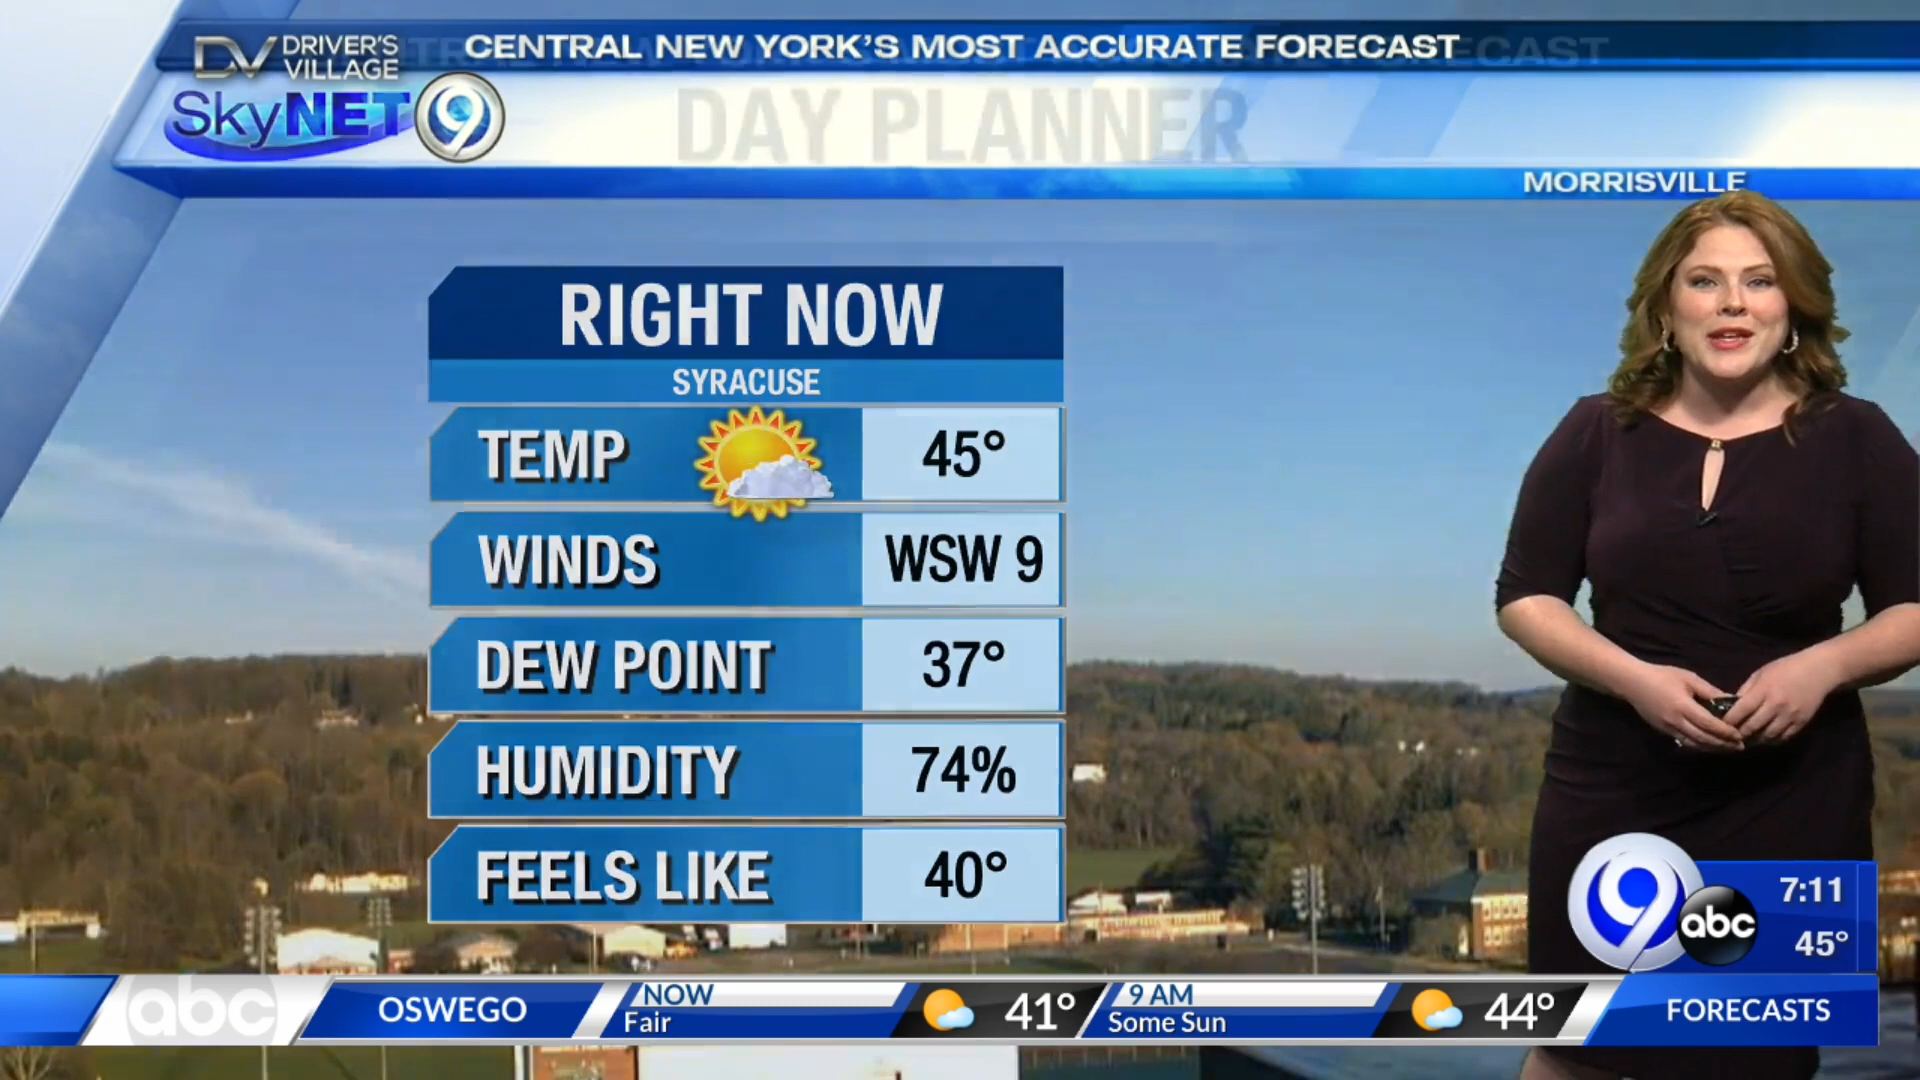 DV DRIVER'S VILLAGE
CENTRAL NEW YORK'S MOST ACCURATE FORECAST
SkyNET 9
DAY PLANNER
MORRISVILLE
RIGHT NOW
SYRACUSE
TEMP 45°
WINDS WSW 9
DEW POINT 37°
HUMIDITY 74%
FEELS LIKE 40°
9 abc 7:11
45°
abc OSWEGO
NOW
Fair
41°
9 AM
Some Sun
44°
FORECASTS